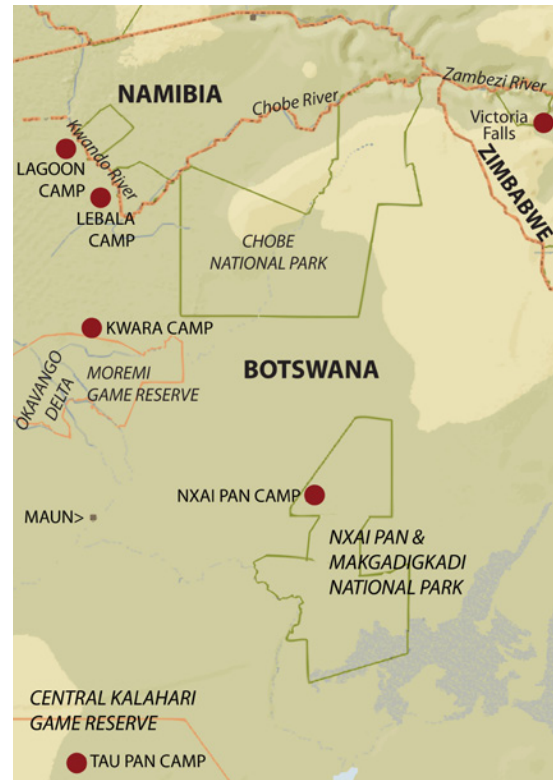 Zambezi River
NAMIBIA
Chobe River
Victoria
Falls
Kwando River
LAGOON
CAMP
ZIMBABWE
LEBALA
CAMP
CHOBE
NATIONAL PARK
KWARA CAMP
OKAVANGO
DELTA
MOREMI
GAME RESERVE
BOTSWANA
NXAI PAN CAMP
MAUN>
NXAI PAN &
MAKGADIGKADI
NATIONAL PARK
CENTRAL KALAHARI
GAME RESERVE
TAU PAN CAMP